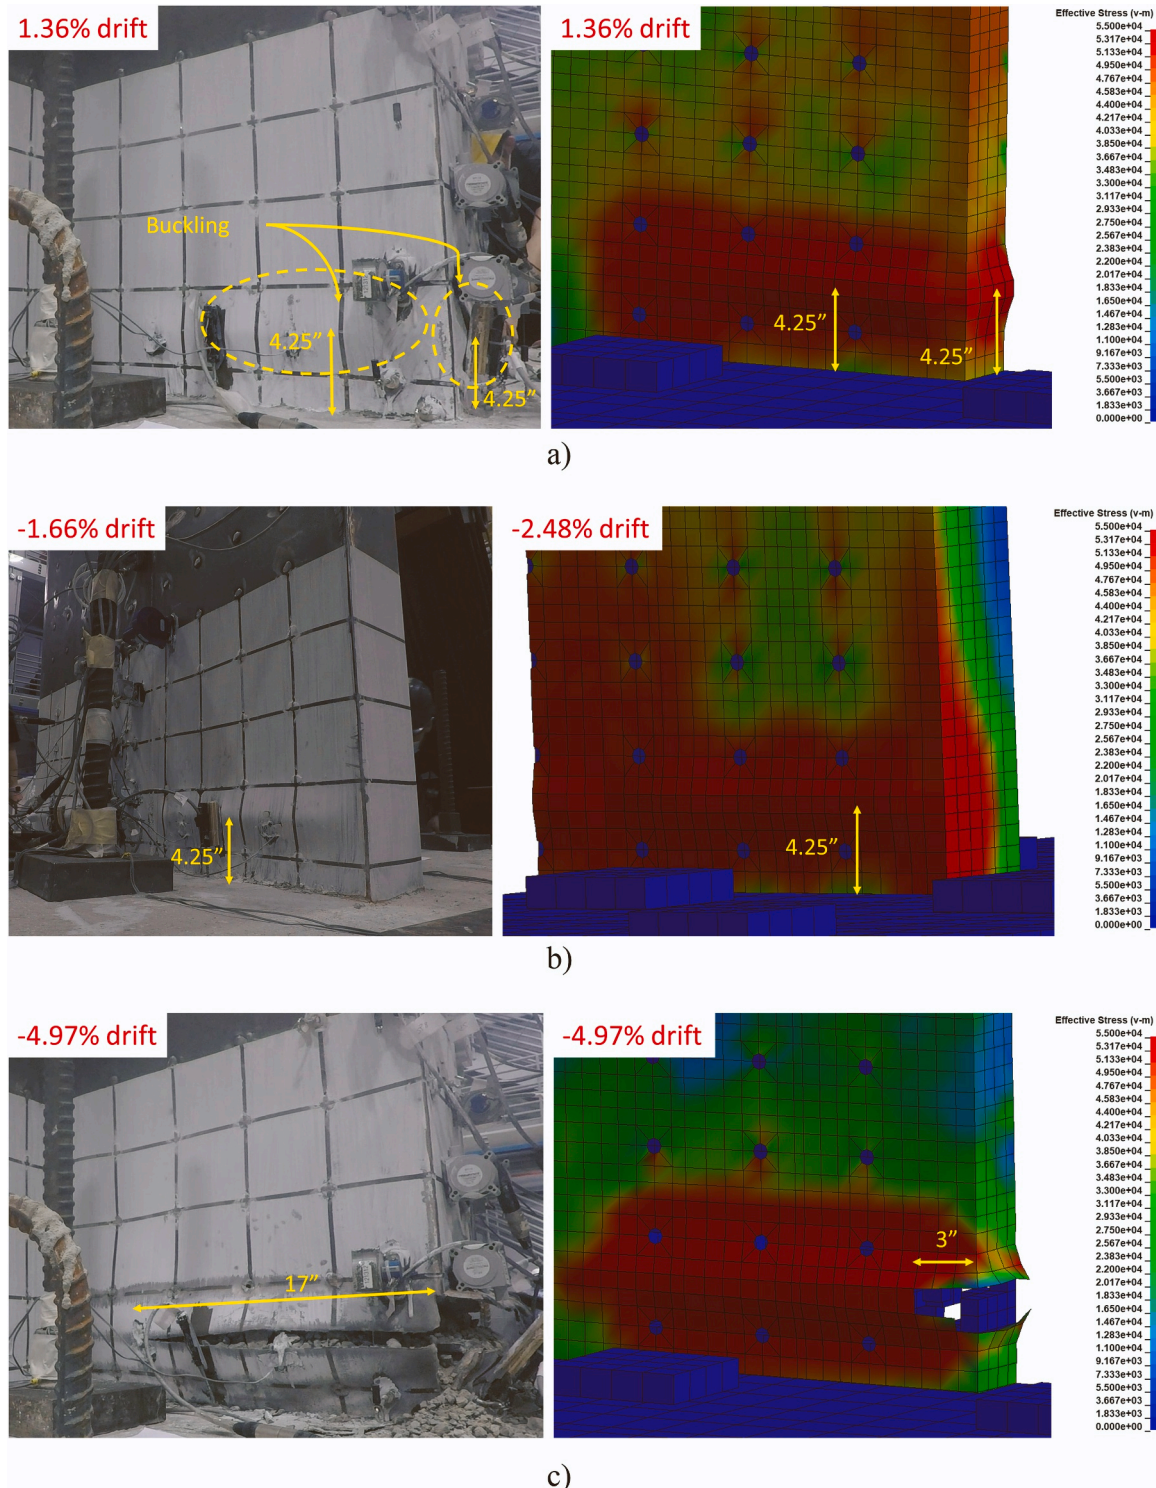 1.36% drift
Buckling
4.25”
4.25”
4.25”
4.25”
Effective Stress (v-m)
5.500e+04
5.317e+04
5.133e+04
4.950e+04
4.767e+04
4.583e+04
4.400e+04
4.217e+04
4.033e+04
3.850e+04
3.667e+04
3.483e+04
3.300e+04
3.117e+04
2.933e+04
2.750e+04
2.567e+04
2.383e+04
2.200e+04
2.017e+04
1.833e+04
1.650e+04
1.467e+04
1.283e+04
1.100e+04
9.167e+03
7.333e+03
5.500e+03
3.667e+03
1.833e+03
0.000e+00
a)
-1.66% drift
4.25”
-2.48% drift
4.25”
Effective Stress (v-m)
5.500e+04
5.317e+04
5.133e+04
4.950e+04
4.767e+04
4.583e+04
4.400e+04
4.217e+04
4.033e+04
3.850e+04
3.667e+04
3.483e+04
3.300e+04
3.117e+04
2.933e+04
2.750e+04
2.567e+04
2.383e+04
2.200e+04
2.017e+04
1.833e+04
1.650e+04
1.467e+04
1.283e+04
1.100e+04
9.167e+03
7.333e+03
5.500e+03
3.667e+03
1.833e+03
0.000e+00
b)
-4.97% drift
17”
-4.97% drift
3”
Effective Stress (v-m)
5.500e+04
5.317e+04
5.133e+04
4.950e+04
4.767e+04
4.583e+04
4.400e+04
4.217e+04
4.033e+04
3.850e+04
3.667e+04
3.483e+04
3.300e+04
3.117e+04
2.933e+04
2.750e+04
2.567e+04
2.383e+04
2.200e+04
2.017e+04
1.833e+04
1.650e+04
1.467e+04
1.283e+04
1.100e+04
9.167e+03
7.333e+03
5.500e+03
3.667e+03
1.833e+03
0.000e+00
c)